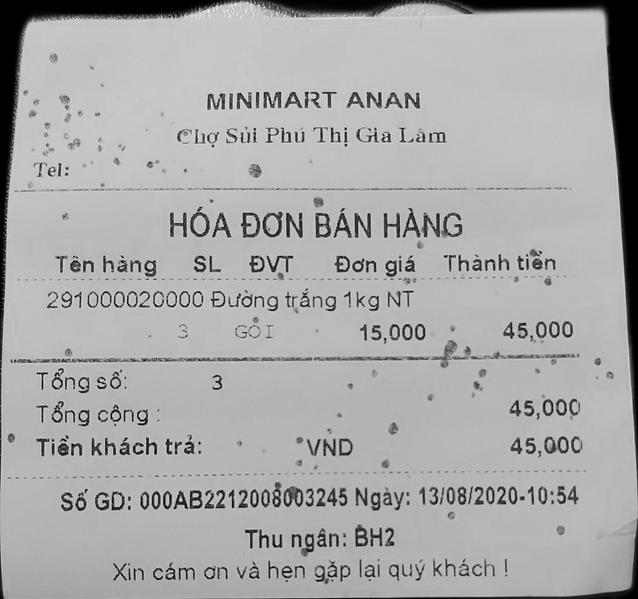 MINIMART ANAN
Chợ Sủi Phú Thị Gia Lâm
Tel:
HÓA ĐƠN BÁN HÀNG
Tên hàng SL ĐVT Đơn giá Thành tiền
291000020000 Đường trắng 1kg NT
3 GÓI 15,000 45,000
Tổng số: 3
Tổng cộng : 45,000
Tiền khách trả: VND 45,000
Số GD: 000AB2212008003245 Ngày: 13/08/2020-10:54
Thu ngân: BH2
Xin cám ơn và hẹn gặp lại quý khách !